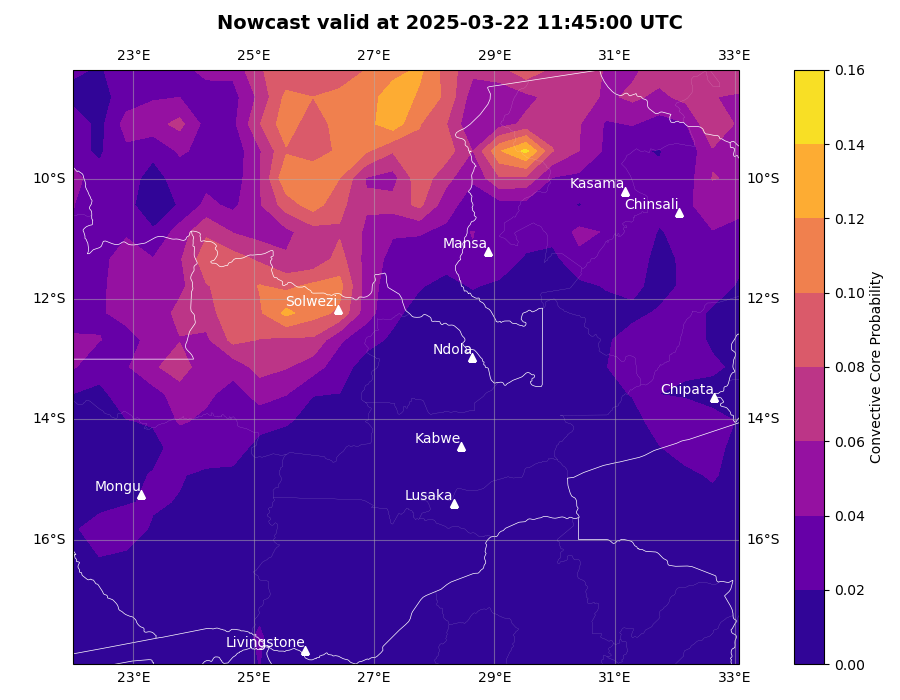 Nowcast valid at 2025-03-22 11:45:00 UTC
23°E 25°E 27°E 29°E 31°E 33°E
0.16
0.14
0.12
0.10
0.08
0.06
0.04
0.02
0.00
Convective Core Probability
10°S 10°S
12°S 12°S
14°S 14°S
16°S 16°S
Kasama
Chinsali
Mansa
Solwezi
Ndola
Chipata
Kabwe
Mongu
Lusaka
Livingstone
23°E 25°E 27°E 29°E 31°E 33°E